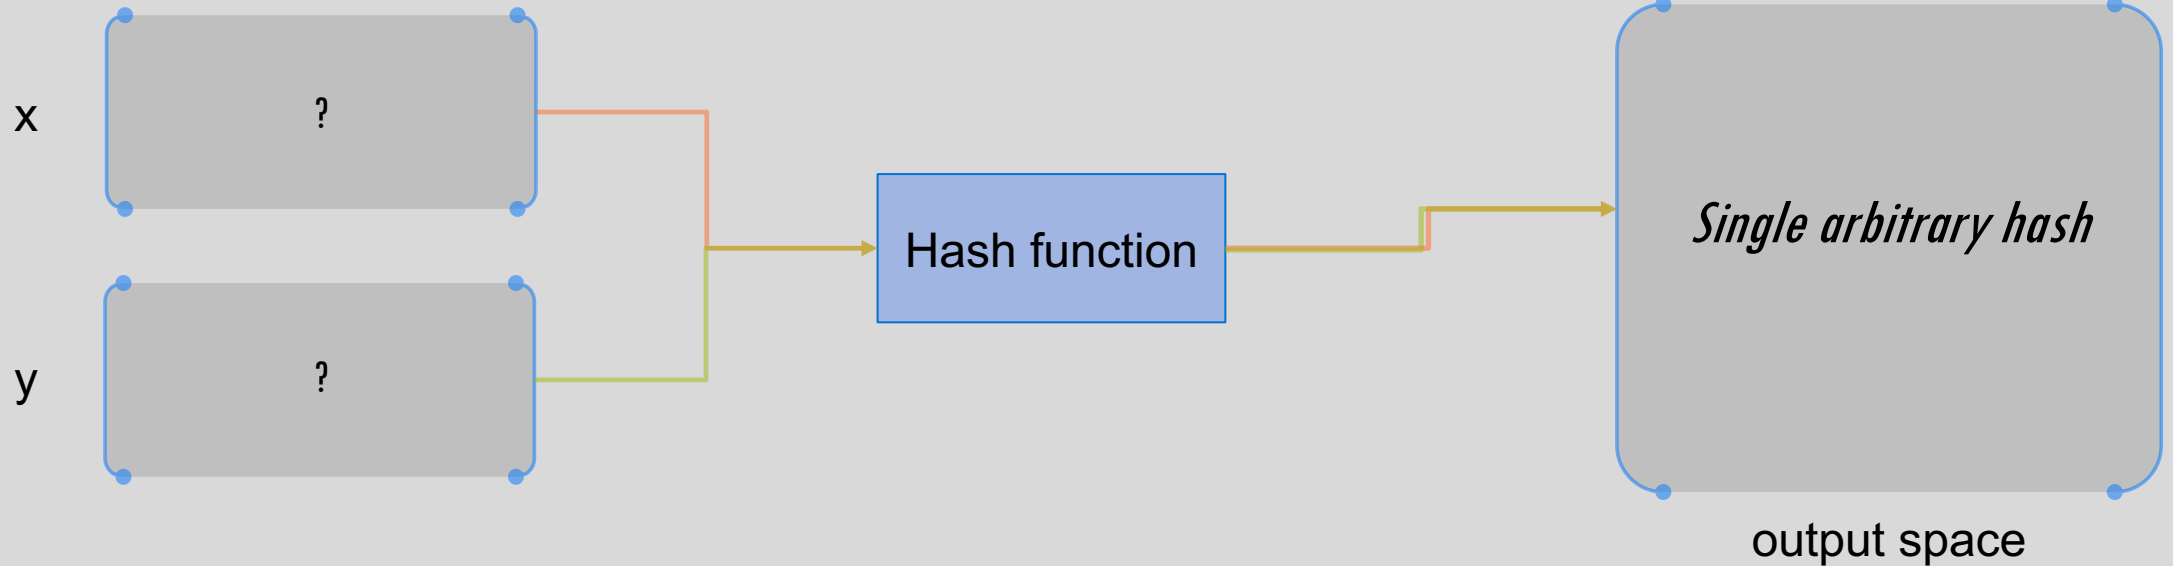 x
?
Hash function
Single arbitrary hash
y
?
output space